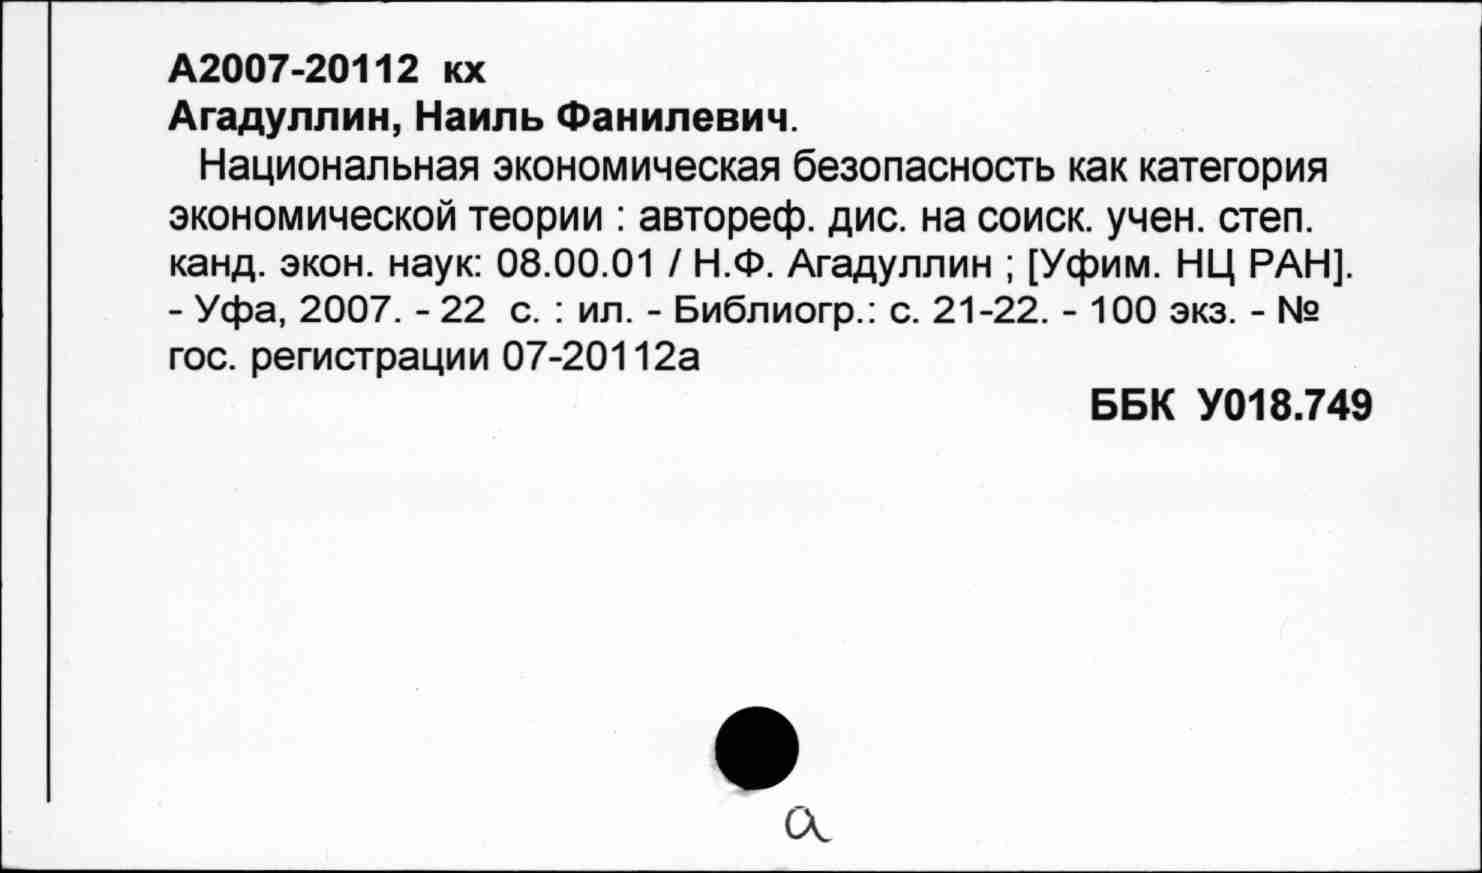 А2007-20112 кх
Агадуллин, Наиль Фанилевич.
Национальная экономическая безопасность как категория
экономической теории : автореф. дис. на соиск. учен. степ.
канд. экон. наук: 08.00.01 / Н.Ф. Агадуллин ; [Уфим. НЦ РАН].
- Уфа, 2007. - 22 с. : ил. - Библиогр.: с. 21-22. - 100 экз. - №
гос. регистрации 07-20112а
ББК У018.749
а